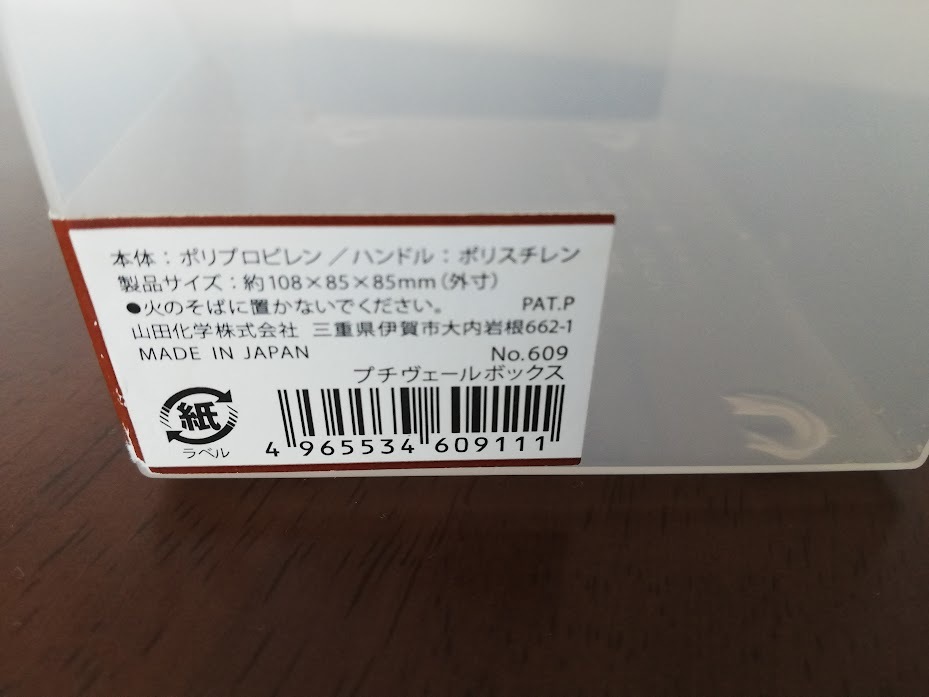 本体：ポリプロピレン／ハンドル：ポリスチレン
製品サイズ：約108×85×85mm（外寸）
●火のそばに置かないでください。 PAT.P
山田化学株式会社 三重県伊賀市大内岩根662-1
MADE IN JAPAN No.609
プチヴェールボックス
紙
ラベル
4 965534 609111